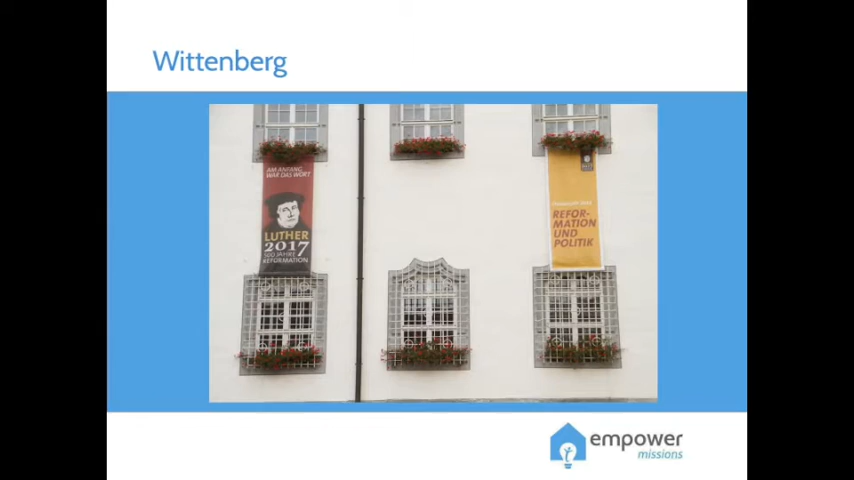 Wittenberg
AM ANFANG
WAR DAS WORT
LUTHER
2017
500 JAHRE
REFORMATION
REFOR-
MATION
UND
POLITIK
empower
missions